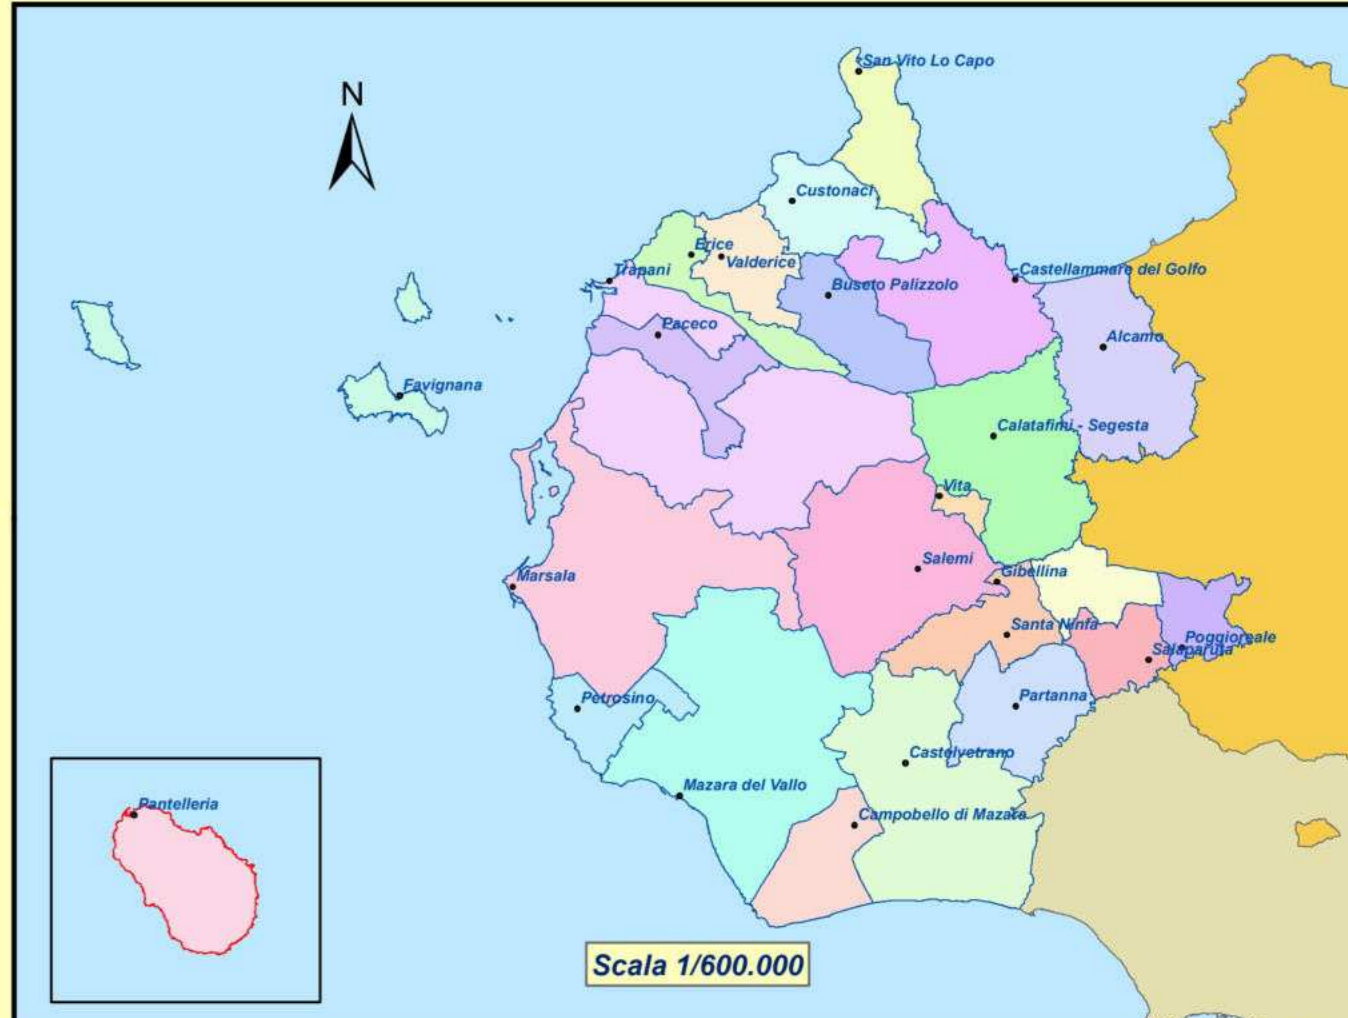 San Vito Lo Capo
N
Custonaci
Erice
Valderice
Trapani
Castellammare del Golfo
Buseto Palizzolo
Paceco
Alcamo
Favignana
Calatafimi - Segesta
Vita
Salemi
Gibellina
Marsala
Santa Ninfa
Poggioreale
Salaparuta
Petrosino
Partanna
Castelvetrano
Mazara del Vallo
Pantelleria
Campobello di Mazara
Scala 1/600.000